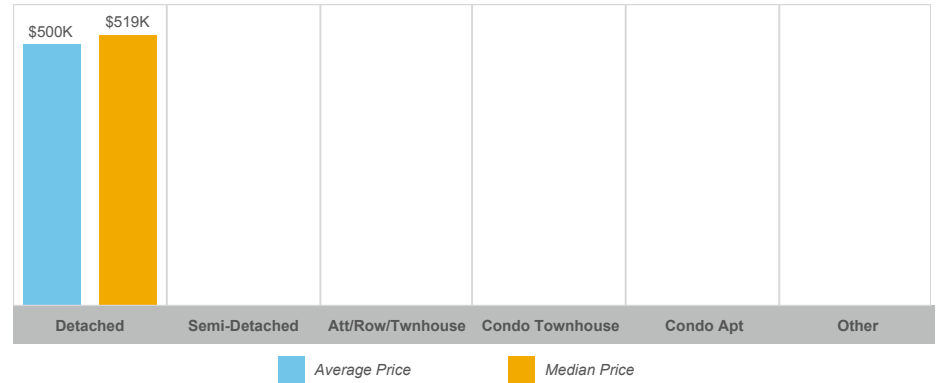 $500K
$519K
Detached
Semi-Detached
Att/Row/Twnhouse
Condo Townhouse
Condo Apt
Other
Average Price
Median Price